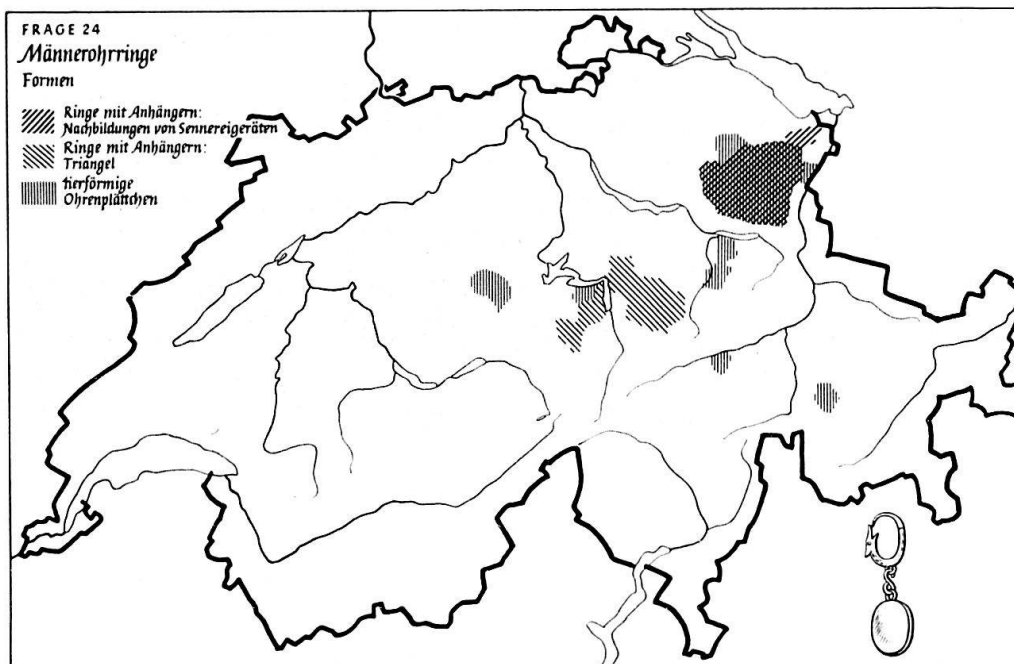 FRAGE 24
Männerohrringe
Formen
Ringe mit Anhängern:
Nachbildungen von Sennereigeräten
Ringe mit Anhängern:
Triangel
tierförmige
Ohrenplättchen